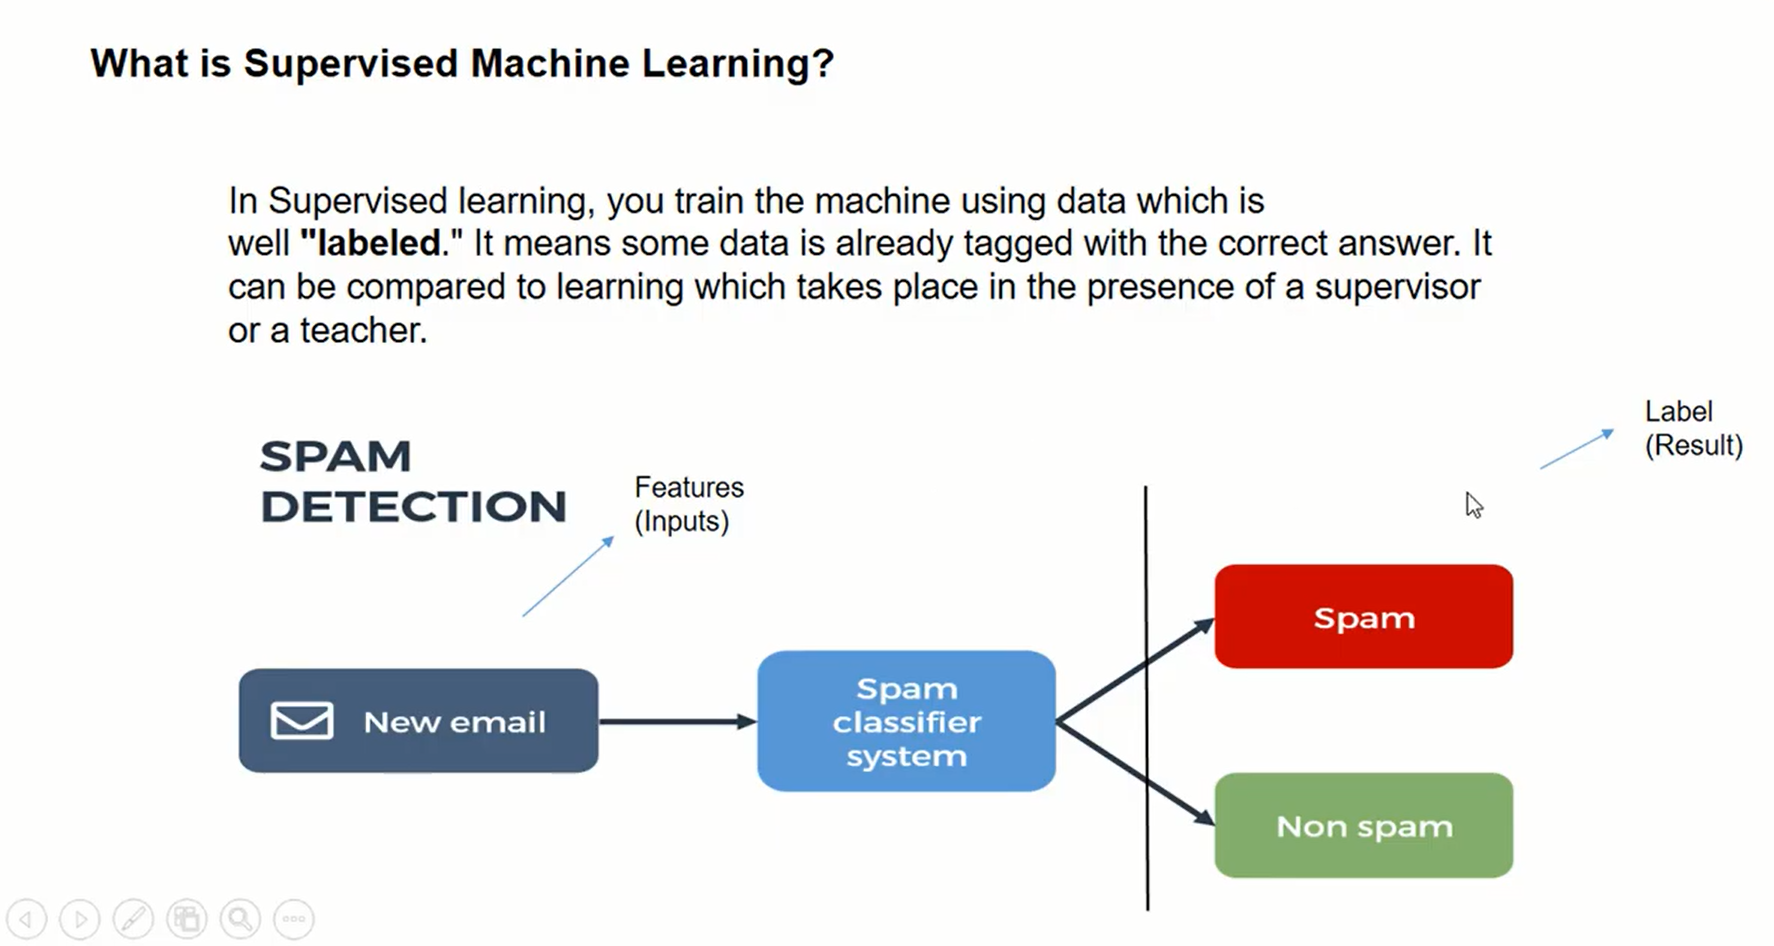 What is Supervised Machine Learning?
In Supervised learning, you train the machine using data which is
well "labeled." It means some data is already tagged with the correct answer. It
can be compared to learning which takes place in the presence of a supervisor
or a teacher.
SPAM
DETECTION
Features
(Inputs)
Label
(Result)
New email
Spam
classifier
system
Spam
Non spam